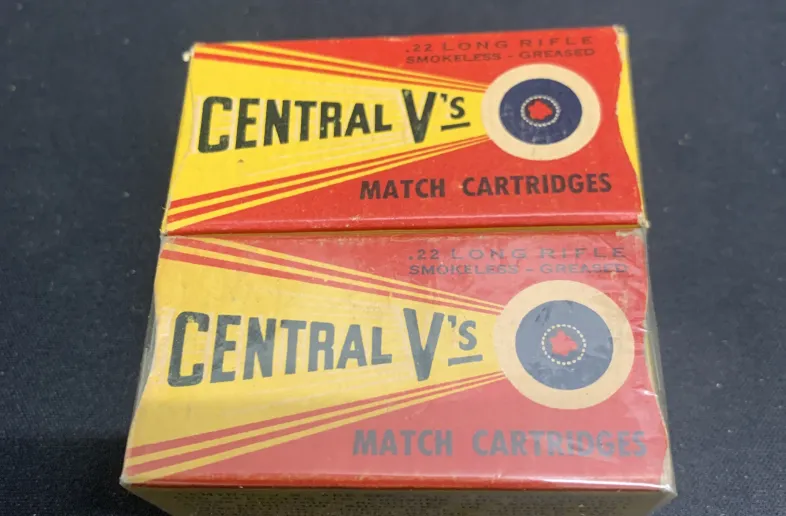 .22 LONG RIFLE
SMOKELESS - GREASED
CENTRAL V's
MATCH CARTRIDGES
.22 LONG RIFLE
SMOKELESS - GREASED
CENTRAL V's
MATCH CARTRIDGES